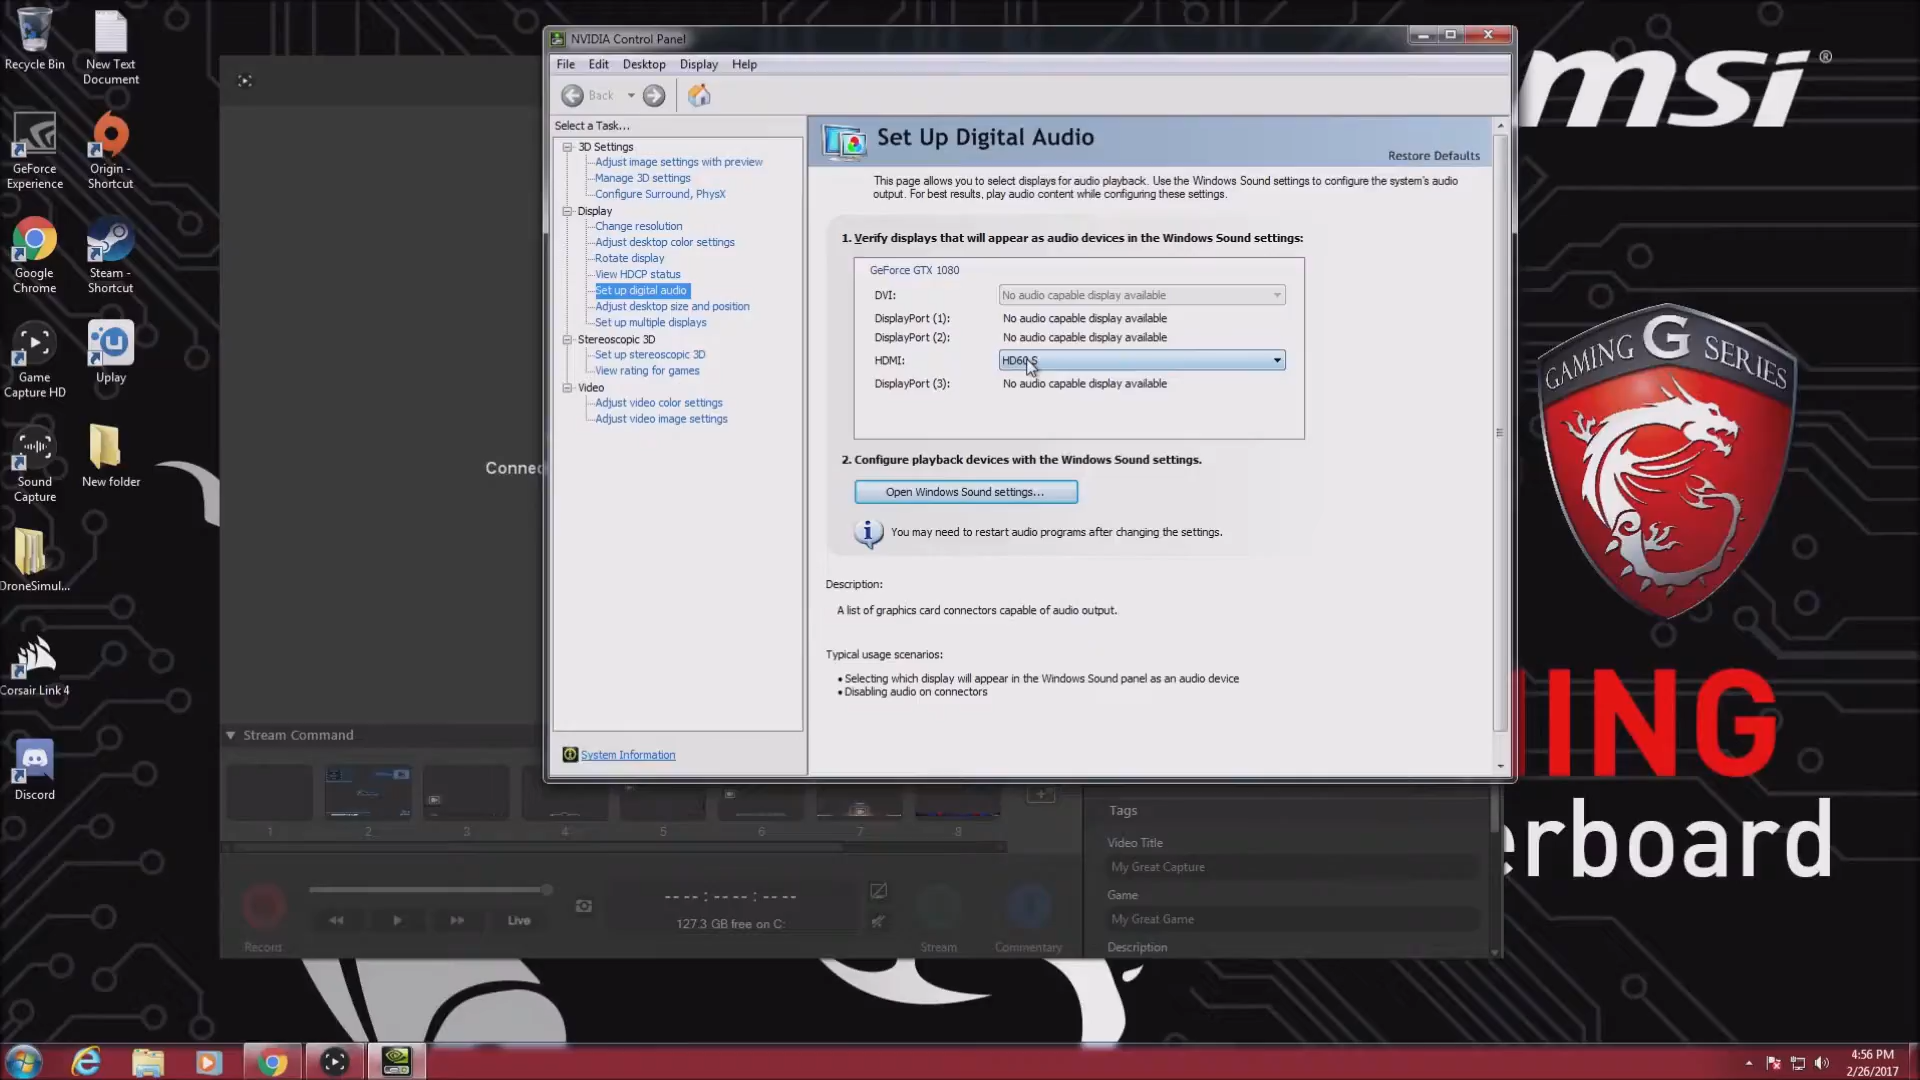 Recycle Bin
New Text
Document
GeForce
Experience
Origin -
Shortcut
Google
Chrome
Steam -
Shortcut
Game
Capture HD
Uplay
Sound
Capture
New folder
DroneSimul...
Corsair Link 4
Discord
NVIDIA Control Panel
File Edit Desktop Display Help
Back
Select a Task...
3D Settings
Adjust image settings with preview
Manage 3D settings
Configure Surround, PhysX
Display
Change resolution
Adjust desktop color settings
Rotate display
View HDCP status
Set up digital audio
Adjust desktop size and position
Set up multiple displays
Stereoscopic 3D
Set up stereoscopic 3D
View rating for games
Video
Adjust video color settings
Adjust video image settings
System Information
Set Up Digital Audio
Restore Defaults
This page allows you to select displays for audio playback. Use the Windows Sound settings to configure the system's audio
output. For best results, play audio content while configuring these settings.
1. Verify displays that will appear as audio devices in the Windows Sound settings:
GeForce GTX 1080
DVI: No audio capable display available
DisplayPort (1): No audio capable display available
DisplayPort (2): No audio capable display available
HDMI: HD60 S
DisplayPort (3): No audio capable display available
2. Configure playback devices with the Windows Sound settings.
Open Windows Sound settings...
You may need to restart audio programs after changing the settings.
Description:
A list of graphics card connectors capable of audio output.
Typical usage scenarios:
• Selecting which display will appear in the Windows Sound panel as an audio device
• Disabling audio on connectors
msi ®
GAMING G SERIES
ING
erboard
Connec
Stream Command
1 2 3 4 5 6 7 8
Record
Live
-- -- : -- -- : -- --
127.3 GB free on C:
Stream
Commentary
Tags
Video Title
My Great Capture
Game
My Great Game
Description
4:56 PM
2/26/2017